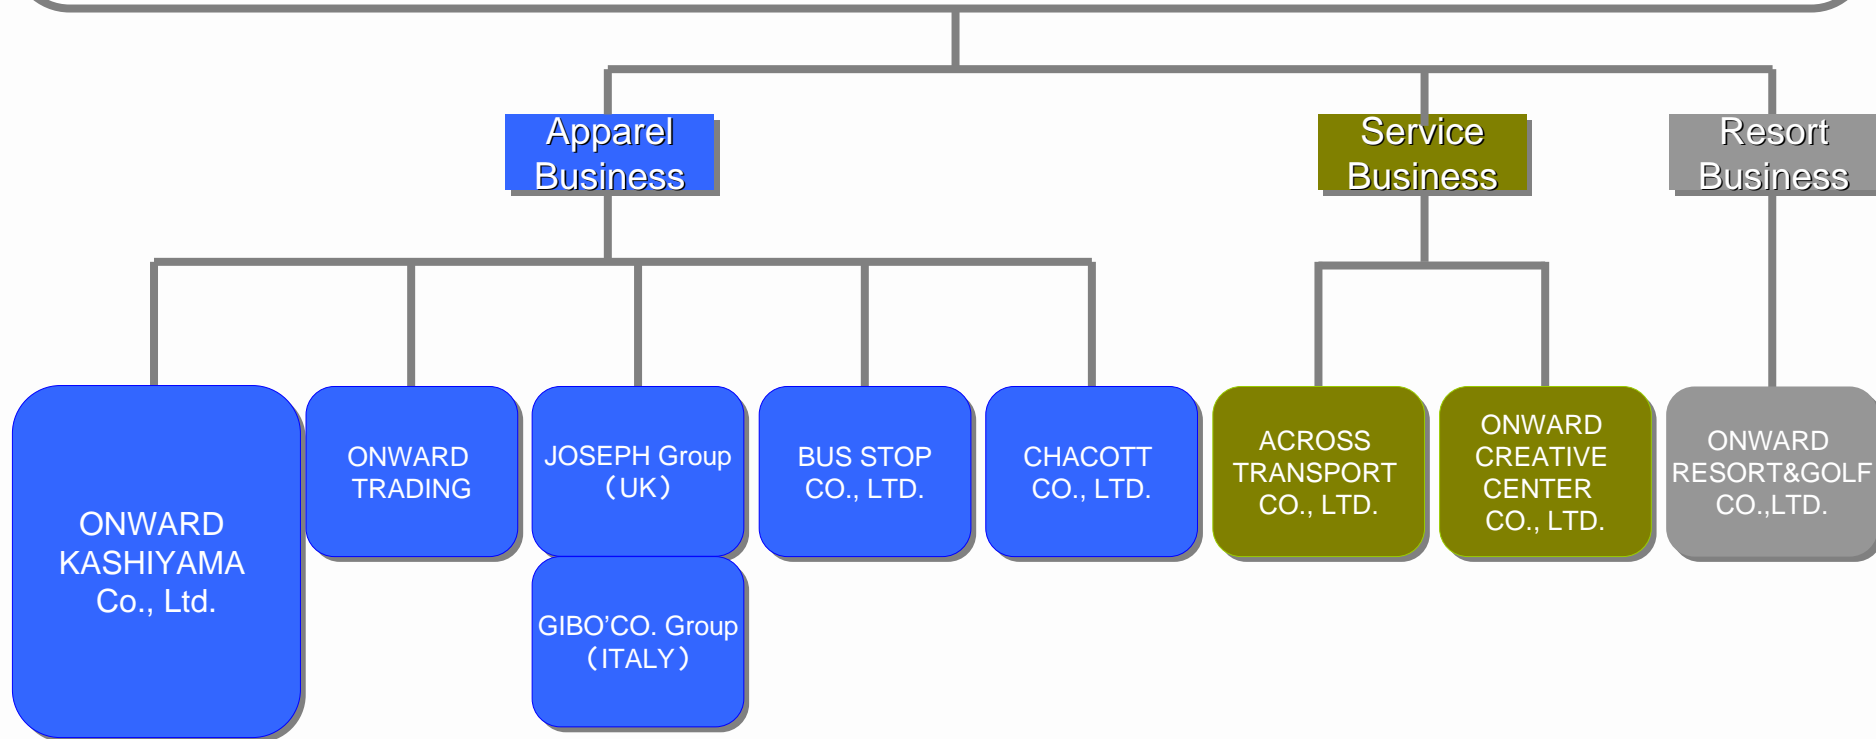 Apparel
Business
Service
Business
Resort
Business
ONWARD
KASHIYAMA
Co., Ltd.
ONWARD
TRADING
JOSEPH Group
（UK）
GIBO’CO. Group
（ITALY）
BUS STOP
CO., LTD.
CHACOTT
CO., LTD.
ACROSS
TRANSPORT
CO., LTD.
ONWARD
CREATIVE
CENTER
CO., LTD.
ONWARD
RESORT&GOLF
CO.,LTD.